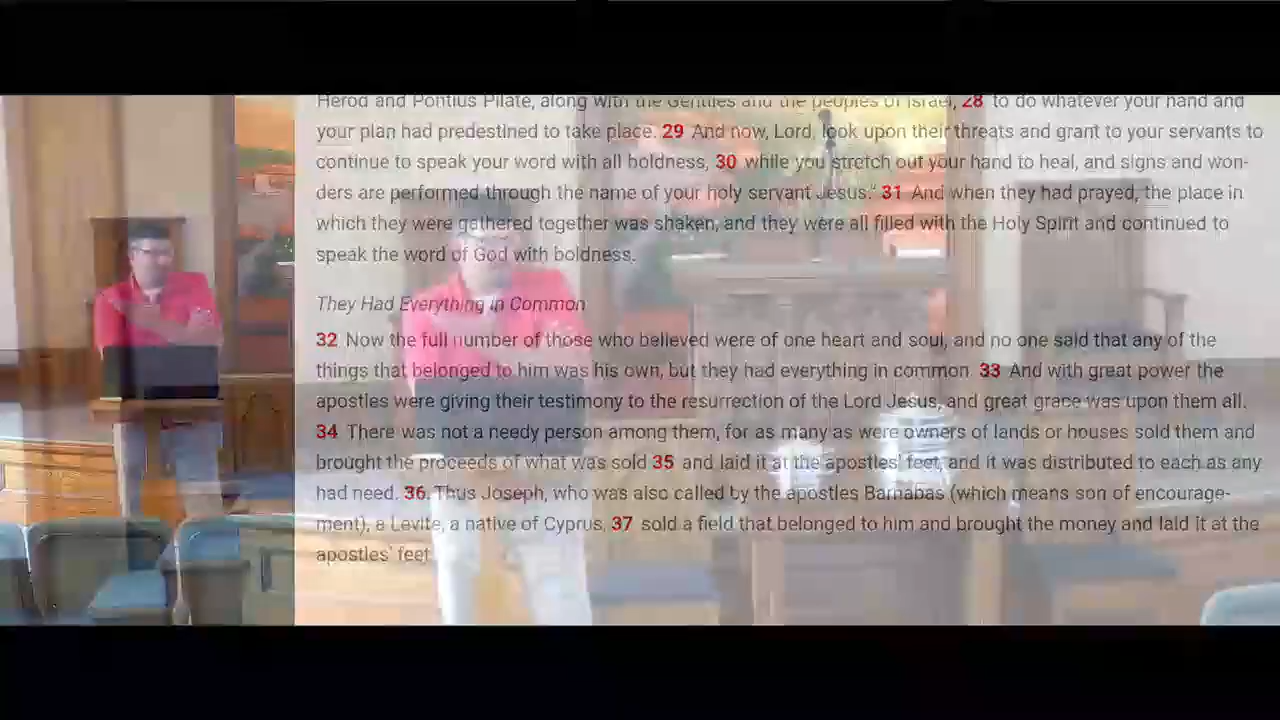 Herod and Pontius Pilate, along with the Gentiles and the peoples of Israel, 28 to do whatever your hand and
your plan had predestined to take place. 29 And now, Lord, look upon their threats and grant to your servants to
continue to speak your word with all boldness, 30 while you stretch out your hand to heal, and signs and won-
ders are performed through the name of your holy servant Jesus." 31 And when they had prayed, the place in
which they were gathered together was shaken, and they were all filled with the Holy Spirit and continued to
speak the word of God with boldness.
They Had Everything in Common
32 Now the full number of those who believed were of one heart and soul, and no one said that any of the
things that belonged to him was his own, but they had everything in common. 33 And with great power the
apostles were giving their testimony to the resurrection of the Lord Jesus, and great grace was upon them all.
34 There was not a needy person among them, for as many as were owners of lands or houses sold them and
brought the proceeds of what was sold 35 and laid it at the apostles' feet, and it was distributed to each as any
had need. 36 Thus Joseph, who was also called by the apostles Barnabas (which means son of encourage-
ment), a Levite, a native of Cyprus, 37 sold a field that belonged to him and brought the money and laid it at the
apostles' feet.